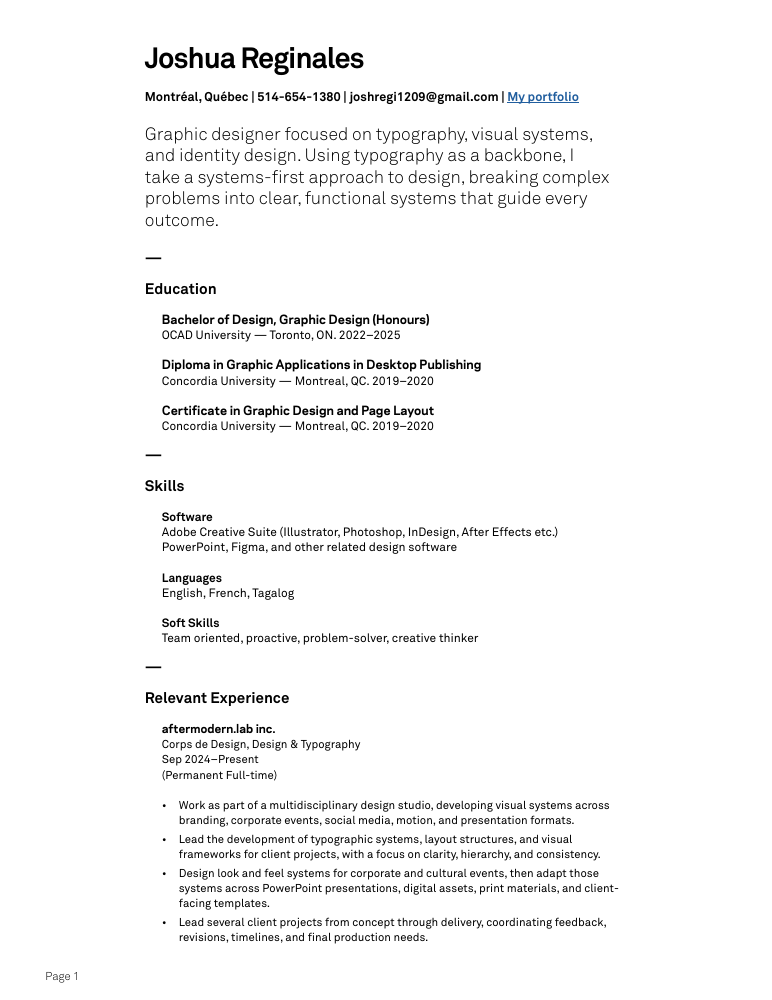 Joshua Reginales
Montréal, Québec | 514-654-1380 | joshregi1209@gmail.com | My portfolio
Graphic designer focused on typography, visual systems,
and identity design. Using typography as a backbone, I
take a systems-first approach to design, breaking complex
problems into clear, functional systems that guide every
outcome.
—
Education
Bachelor of Design, Graphic Design (Honours)
OCAD University — Toronto, ON. 2022–2025
Diploma in Graphic Applications in Desktop Publishing
Concordia University — Montreal, QC. 2019–2020
Certificate in Graphic Design and Page Layout
Concordia University — Montreal, QC. 2019–2020
—
Skills
Software
Adobe Creative Suite (Illustrator, Photoshop, InDesign, After Effects etc.)
PowerPoint, Figma, and other related design software
Languages
English, French, Tagalog
Soft Skills
Team oriented, proactive, problem-solver, creative thinker
—
Relevant Experience
aftermodern.lab inc.
Corps de Design, Design & Typography
Sep 2024–Present
(Permanent Full-time)
• Work as part of a multidisciplinary design studio, developing visual systems across
branding, corporate events, social media, motion, and presentation formats.
• Lead the development of typographic systems, layout structures, and visual
frameworks for client projects, with a focus on clarity, hierarchy, and consistency.
• Design look and feel systems for corporate and cultural events, then adapt those
systems across PowerPoint presentations, digital assets, print materials, and client-
facing templates.
• Lead several client projects from concept through delivery, coordinating feedback,
revisions, timelines, and final production needs.
Page 1